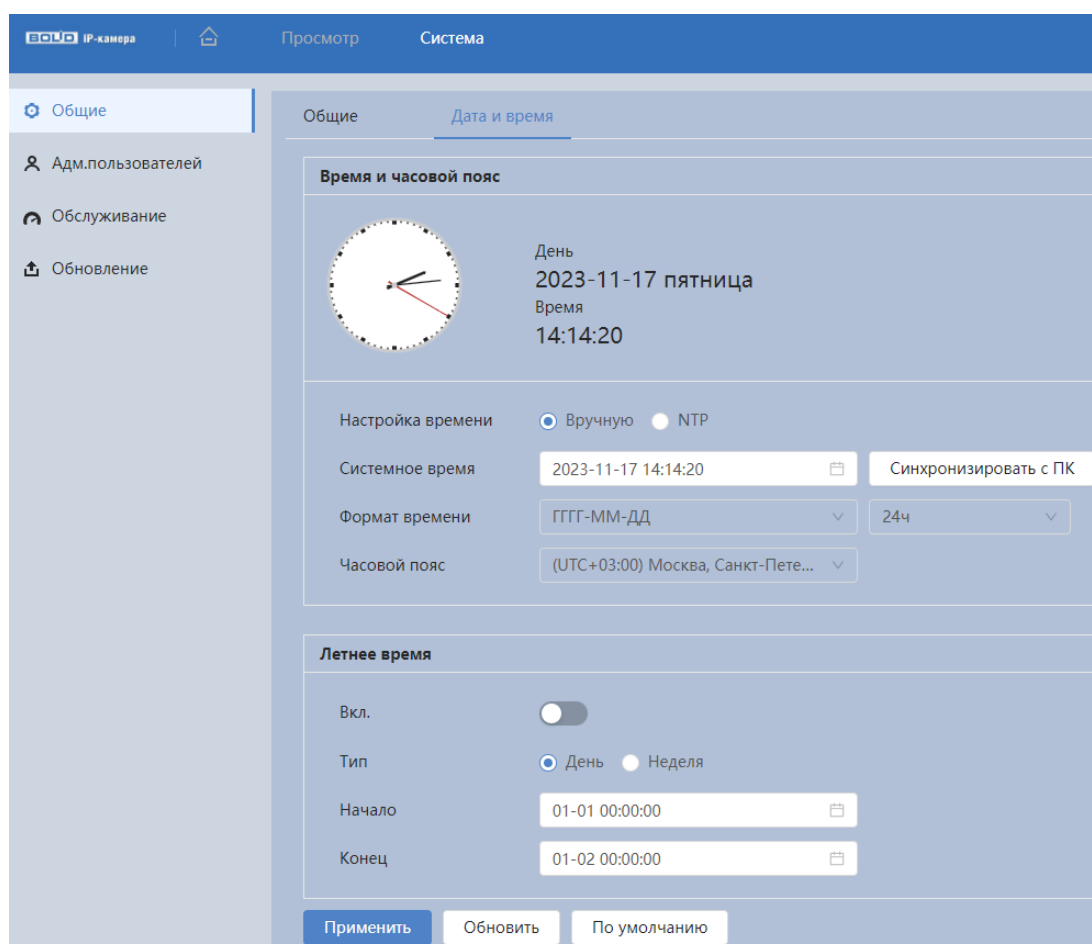 BOLID IP-камера Просмотр Система
Общие
Адм.пользователей
Обслуживание
Обновление
Общие Дата и время
Время и часовой пояс
День
2023-11-17 пятница
Время
14:14:20
Настройка времени Вручную NTP
Системное время 2023-11-17 14:14:20 Синхронизировать с ПК
Формат времени ГГГГ-ММ-ДД 24ч
Часовой пояс (UTC+03:00) Москва, Санкт-Пете...
Летнее время
Вкл.
Тип День Неделя
Начало 01-01 00:00:00
Конец 01-02 00:00:00
Применить Обновить По умолчанию